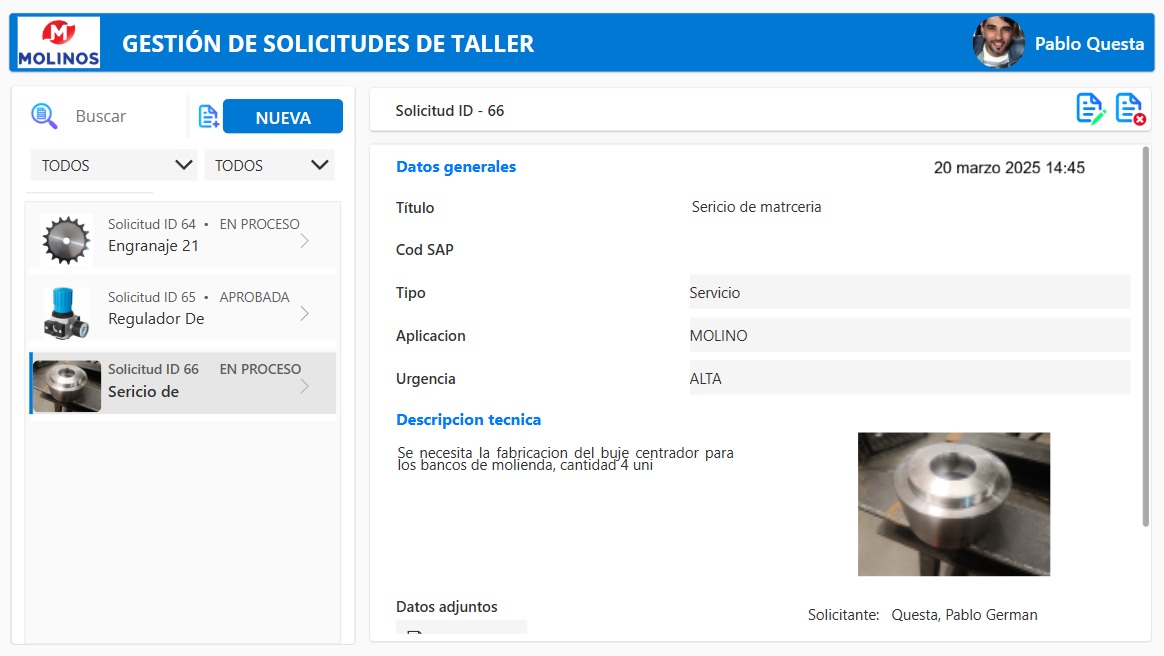 M
MOLINOS
GESTIÓN DE SOLICITUDES DE TALLER
Pablo Questa
Buscar
NUEVA
TODOS
TODOS
Solicitud ID 64 • EN PROCESO
Engranaje 21
Solicitud ID 65 • APROBADA
Regulador De
Solicitud ID 66 EN PROCESO
Sericio de
Solicitud ID - 66
Datos generales
20 marzo 2025 14:45
Título
Sericio de matrceria
Cod SAP
Tipo
Servicio
Aplicacion
MOLINO
Urgencia
ALTA
Descripcion tecnica
Se necesita la fabricacion del buje centrador para
los bancos de molienda, cantidad 4 uni
Datos adjuntos
Solicitante: Questa, Pablo German